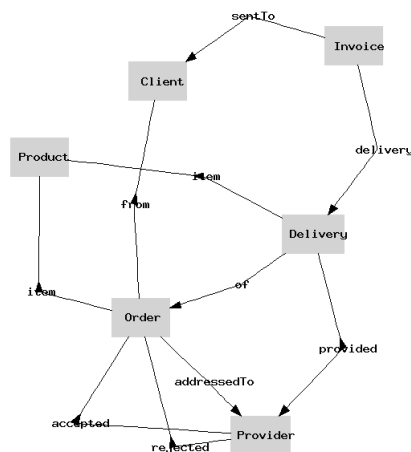 sentTo
Invoice
Client
delivery
Product
item
from
Delivery
of
item
Order
provided
addressedTo
accepted
Provider
rejected